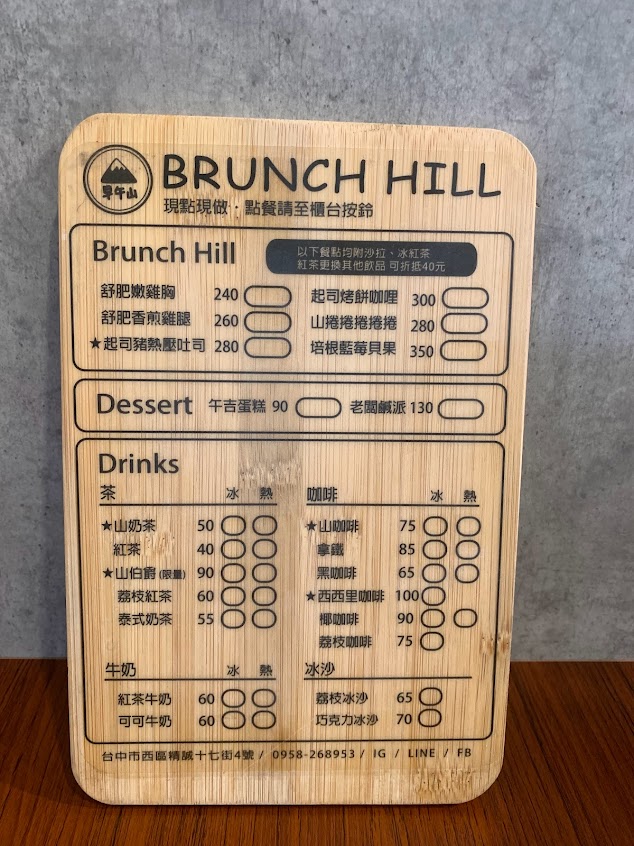 早午山
BRUNCH HILL
現點現做・點餐請至櫃台按鈴
Brunch Hill
以下餐點均附沙拉、冰紅茶
紅茶更換其他飲品 可折抵40元
舒肥嫩雞胸 240
舒肥香煎雞腿 260
★起司豬熱壓吐司 280
起司烤餅咖哩 300
山捲捲捲捲捲 280
培根藍莓貝果 350
Dessert 午吉蛋糕 90 老闆鹹派 130
Drinks
茶 冰 熱
★山奶茶 50
紅茶 40
★山伯爵(限量) 90
荔枝紅茶 60
泰式奶茶 55
咖啡 冰 熱
★山咖啡 75
拿鐵 85
黑咖啡 65
★西西里咖啡 100
椰咖啡 90
荔枝咖啡 75
牛奶 冰 熱
紅茶牛奶 60
可可牛奶 60
冰沙
荔枝冰沙 65
巧克力冰沙 70
台中市西區精誠十七街4號 / 0958-268953 / IG / LINE / FB